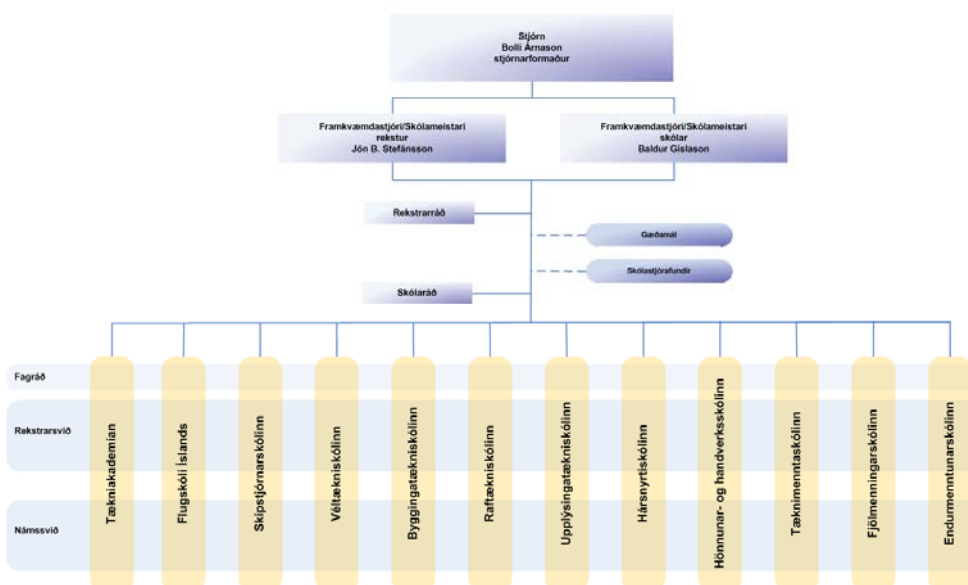 Stjórn
Bolli Árnason
stjórnarformaður
Framkvæmdastjóri/Skólameistari
rekstur
Jón B. Stefánsson
Framkvæmdastjóri/Skólameistari
skólar
Baldur Gíslason
Rekstrarráð
Gæðamál
Skólastjórafundir
Skólaráð
Fagráð
Rekstrarsvið
Námssvið
Tækniakademian
Flugskóli Íslands
Skipstjórnarskólinn
Véltækniskólinn
Byggingatækniskólinn
Raftækniskólinn
Upplýsingatækniskólinn
Hársnyrtiskólinn
Hönnunar- og handverksskólinn
Tæknimenntaskólinn
Fjölmenningarskólinn
Endurmenntunarskólinn